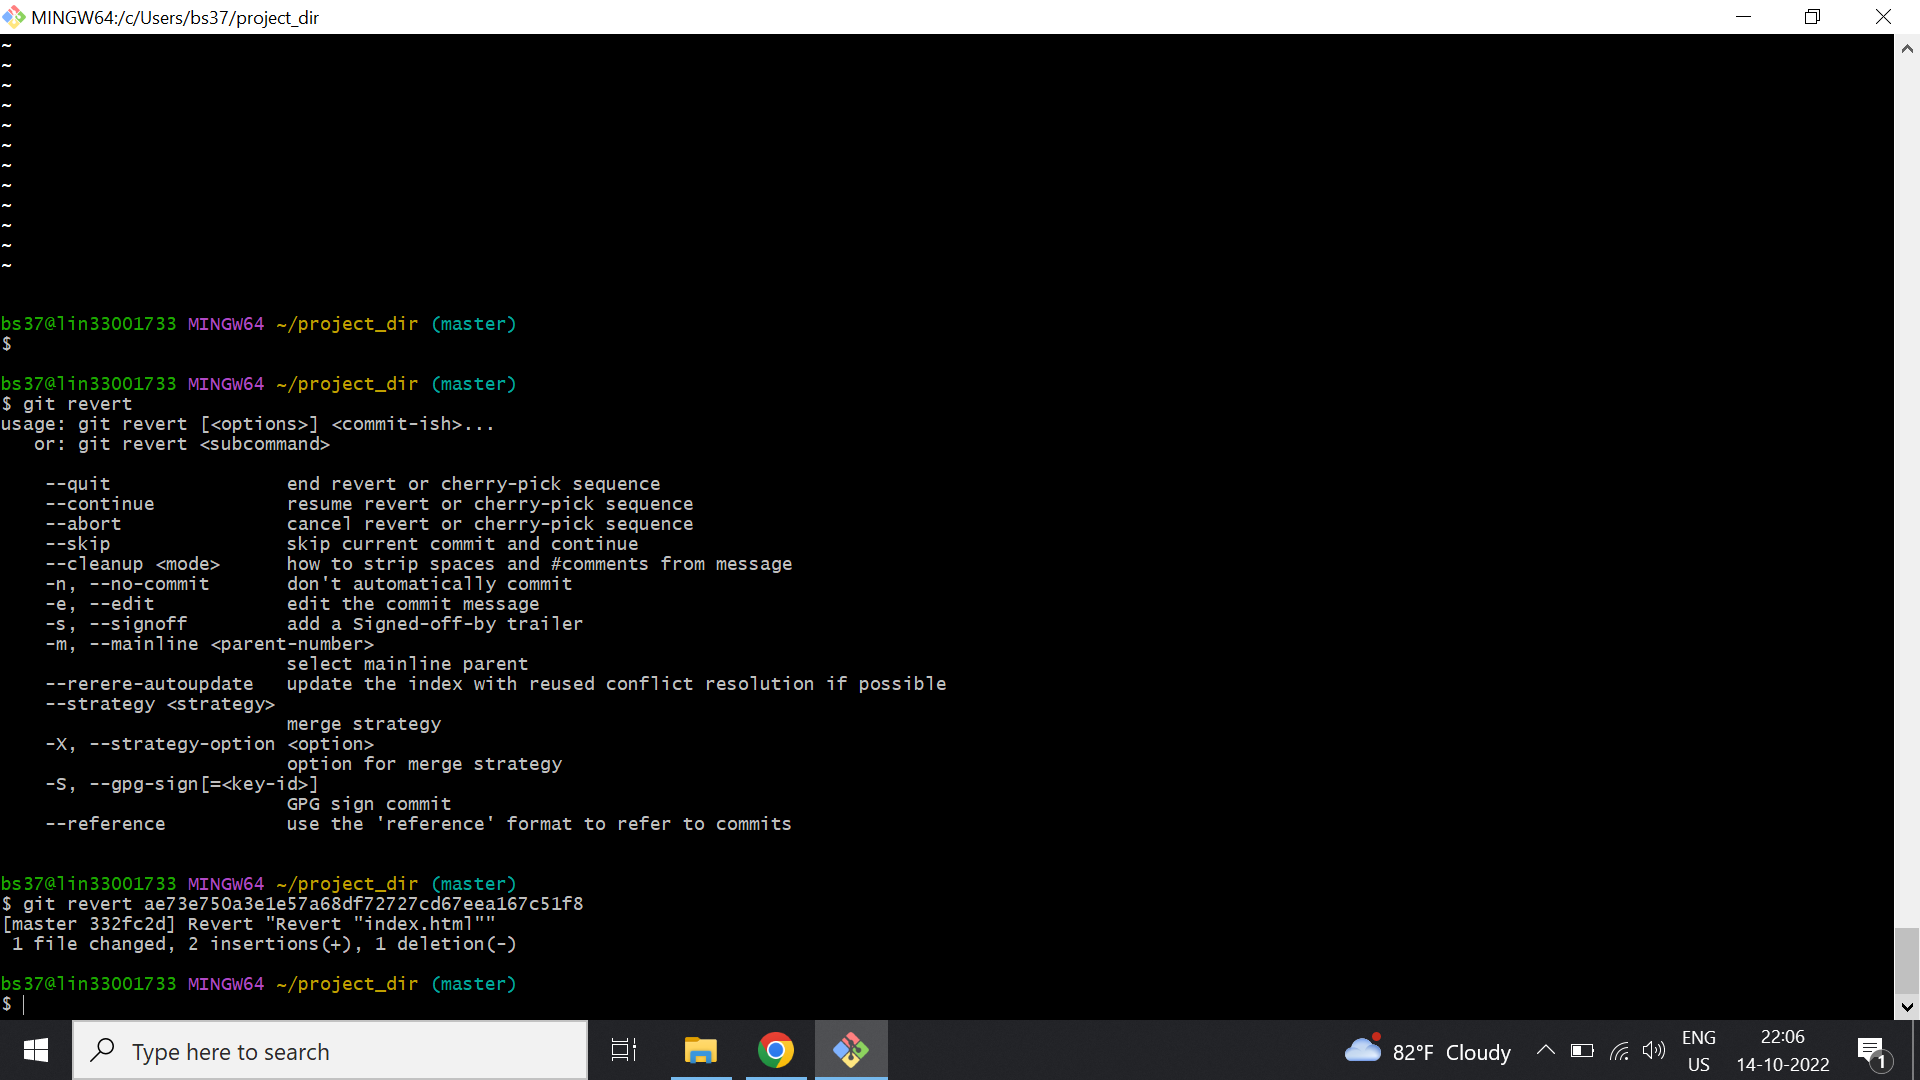 MINGW64:/c/Users/bs37/project_dir
~
~
~
~
~
~
~
~
~
~
~
~
bs37@lin33001733 MINGW64 ~/project_dir (master)
$
bs37@lin33001733 MINGW64 ~/project_dir (master)
$ git revert
usage: git revert [<options>] <commit-ish>...
   or: git revert <subcommand>
    --quit                end revert or cherry-pick sequence
    --continue            resume revert or cherry-pick sequence
    --abort               cancel revert or cherry-pick sequence
    --skip                skip current commit and continue
    --cleanup <mode>      how to strip spaces and #comments from message
    -n, --no-commit       don't automatically commit
    -e, --edit            edit the commit message
    -s, --signoff         add a Signed-off-by trailer
    -m, --mainline <parent-number>
                          select mainline parent
    --rerere-autoupdate   update the index with reused conflict resolution if possible
    --strategy <strategy>
                          merge strategy
    -X, --strategy-option <option>
                          option for merge strategy
    -S, --gpg-sign[=<key-id>]
                          GPG sign commit
    --reference           use the 'reference' format to refer to commits
bs37@lin33001733 MINGW64 ~/project_dir (master)
$ git revert ae73e750a3e1e57a68df72727cd67eea167c51f8
[master 332fc2d] Revert "Revert "index.html""
 1 file changed, 2 insertions(+), 1 deletion(-)
bs37@lin33001733 MINGW64 ~/project_dir (master)
$
Type here to search
82°F Cloudy
ENG
US
22:06
14-10-2022
1